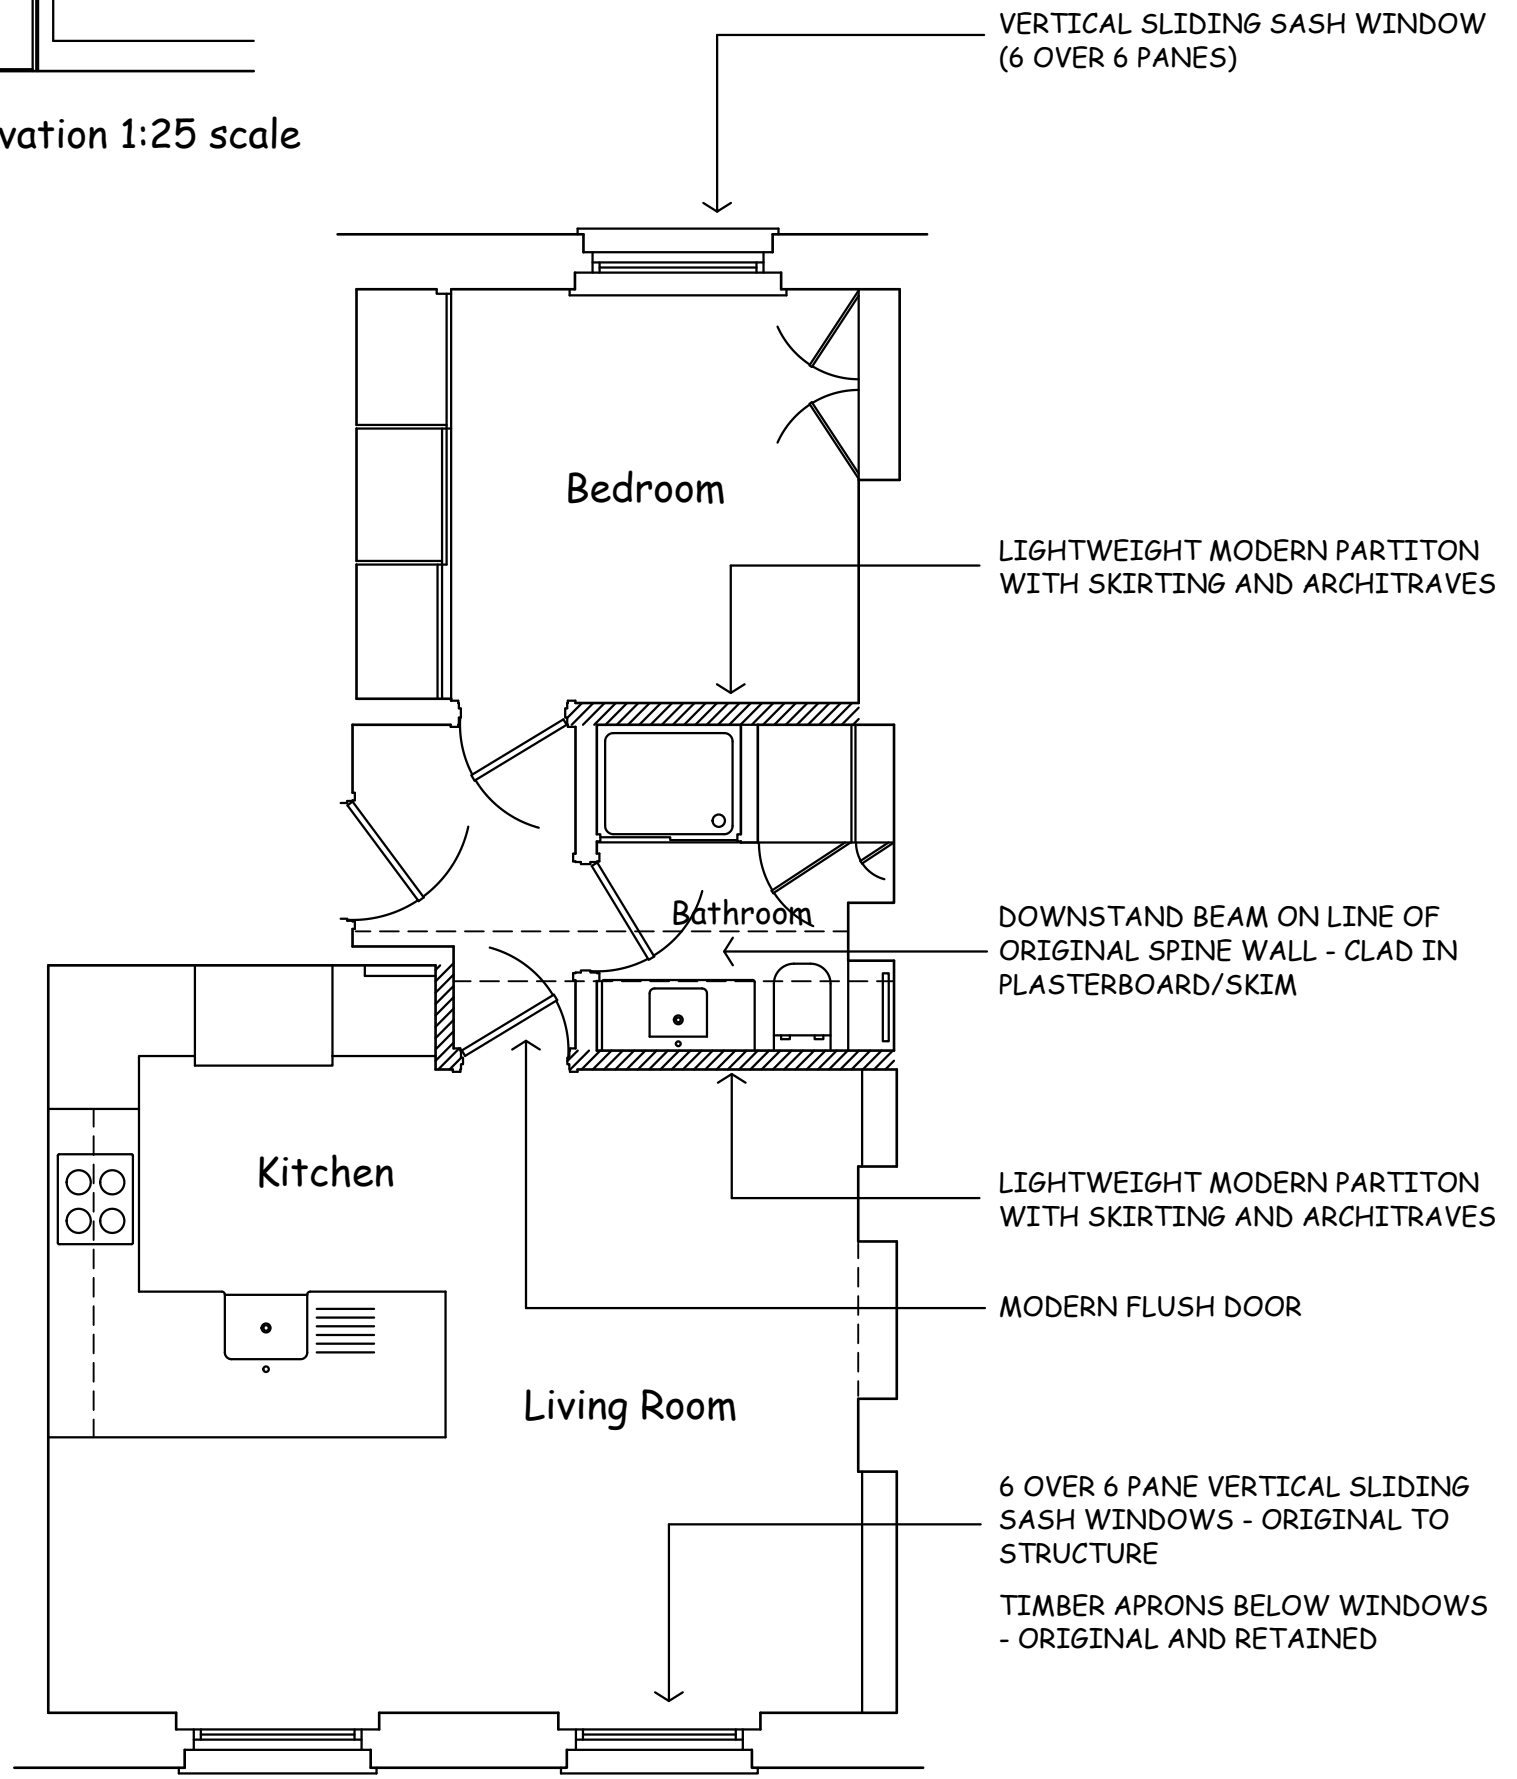 VERTICAL SLIDING SASH WINDOW
(6 OVER 6 PANES)
vation 1:25 scale
Bedroom
LIGHTWEIGHT MODERN PARTITON
WITH SKIRTING AND ARCHITRAVES
Bathroom
DOWNSTAND BEAM ON LINE OF
ORIGINAL SPINE WALL - CLAD IN
PLASTERBOARD/SKIM
Kitchen
LIGHTWEIGHT MODERN PARTITON
WITH SKIRTING AND ARCHITRAVES
MODERN FLUSH DOOR
Living Room
6 OVER 6 PANE VERTICAL SLIDING
SASH WINDOWS - ORIGINAL TO
STRUCTURE
TIMBER APRONS BELOW WINDOWS
- ORIGINAL AND RETAINED